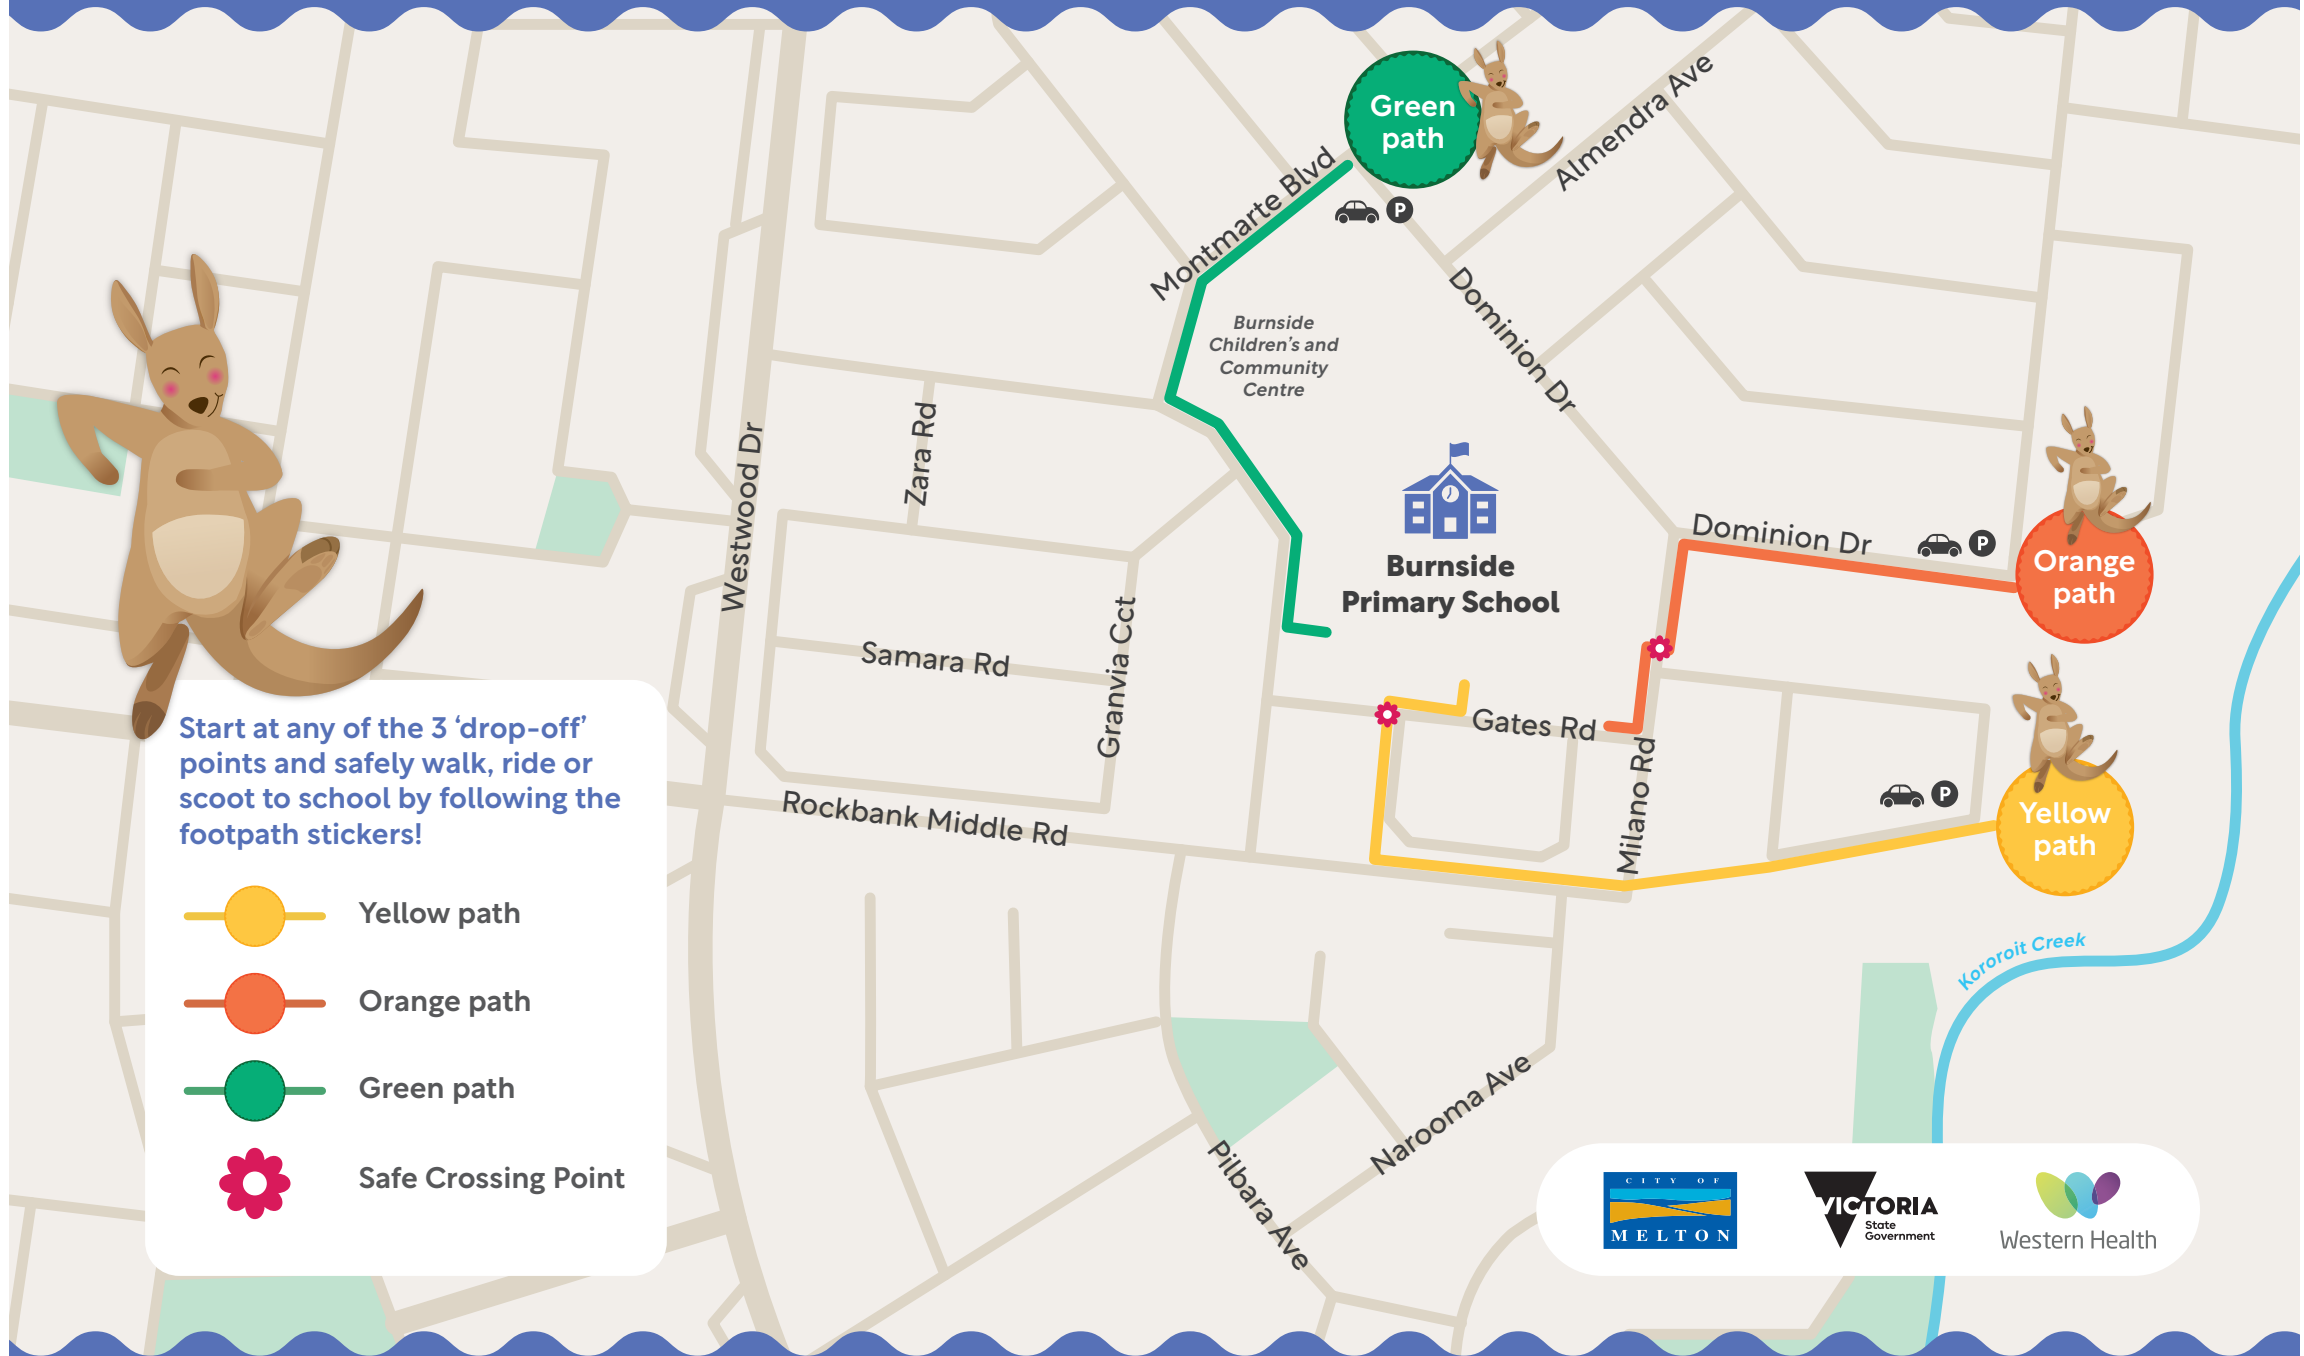 Green
path
P
Almendra Ave
Montmarte Blvd
Burnside
Children's and
Community
Centre
Dominion Dr
Zara Rd
Westwood Dr
Burnside
Primary School
Dominion Dr
P
Orange
path
Samara Rd
Granvia Cct
Gates Rd
Milano Rd
P
Yellow
path
Rockbank Middle Rd
Start at any of the 3 ‘drop-off’
points and safely walk, ride or
scoot to school by following the
footpath stickers!
Yellow path
Orange path
Green path
Safe Crossing Point
Kororoit Creek
Narooma Ave
Pilbara Ave
CITY OF
MELTON
VICTORIA
State
Government
Western Health